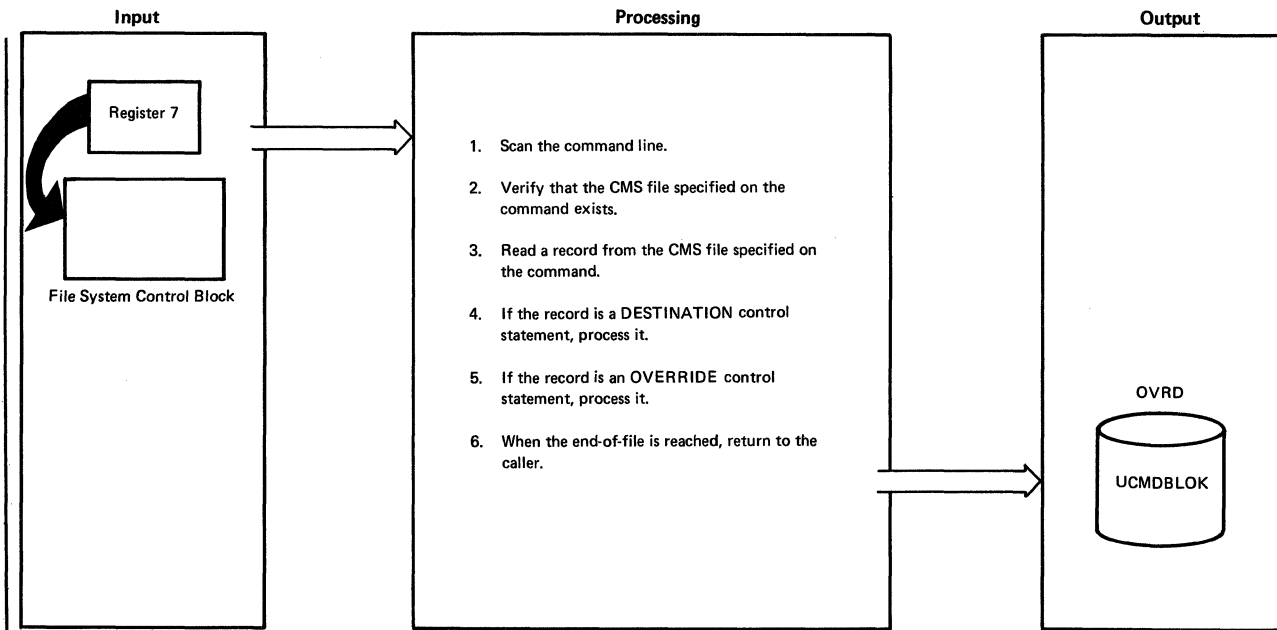 Input
Processing
Output
Register 7
File System Control Block
1. Scan the command line.
2. Verify that the CMS file specified on the
command exists.
3. Read a record from the CMS file specified on
the command.
4. If the record is a DESTINATION control
statement, process it.
5. If the record is an OVERRIDE control
statement, process it.
6. When the end-of-file is reached, return to the
caller.
OVRD
UCMDBLOK